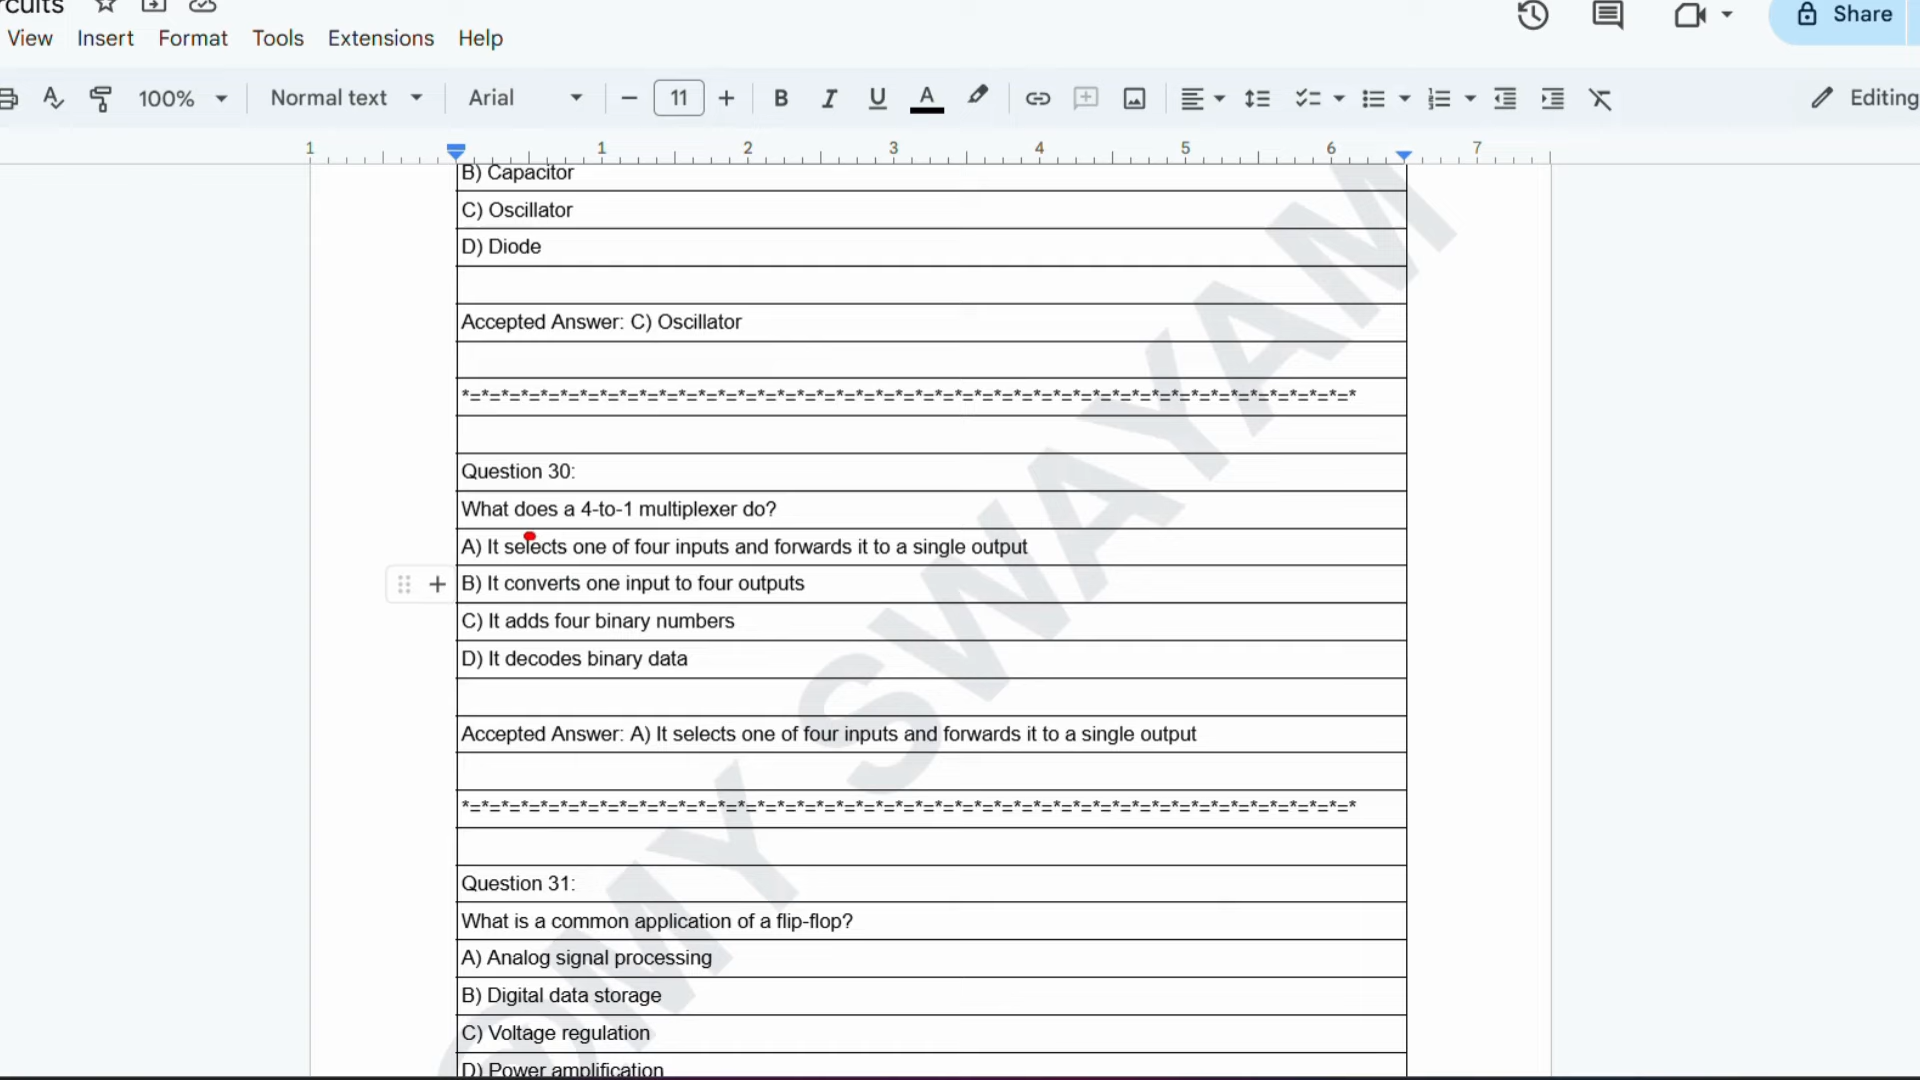 rcuits
View Insert Format Tools Extensions Help
Share
100% Normal text Arial 11 B I U A Editing
1 1 2 3 4 5 6 7
B) Capacitor
C) Oscillator
D) Diode
Accepted Answer: C) Oscillator
*=*=*=*=*=*=*=*=*=*=*=*=*=*=*=*=*=*=*=*=*=*=*=*=*=*=*=*=*=*=*=*=*=*=*=*=*=*=*=*=*=*=*=*=*=*
Question 30:
What does a 4-to-1 multiplexer do?
A) It selects one of four inputs and forwards it to a single output
B) It converts one input to four outputs
C) It adds four binary numbers
D) It decodes binary data
Accepted Answer: A) It selects one of four inputs and forwards it to a single output
*=*=*=*=*=*=*=*=*=*=*=*=*=*=*=*=*=*=*=*=*=*=*=*=*=*=*=*=*=*=*=*=*=*=*=*=*=*=*=*=*=*=*=*=*=*
Question 31:
What is a common application of a flip-flop?
A) Analog signal processing
B) Digital data storage
C) Voltage regulation
D) Power amplification
@MY SWAYAM